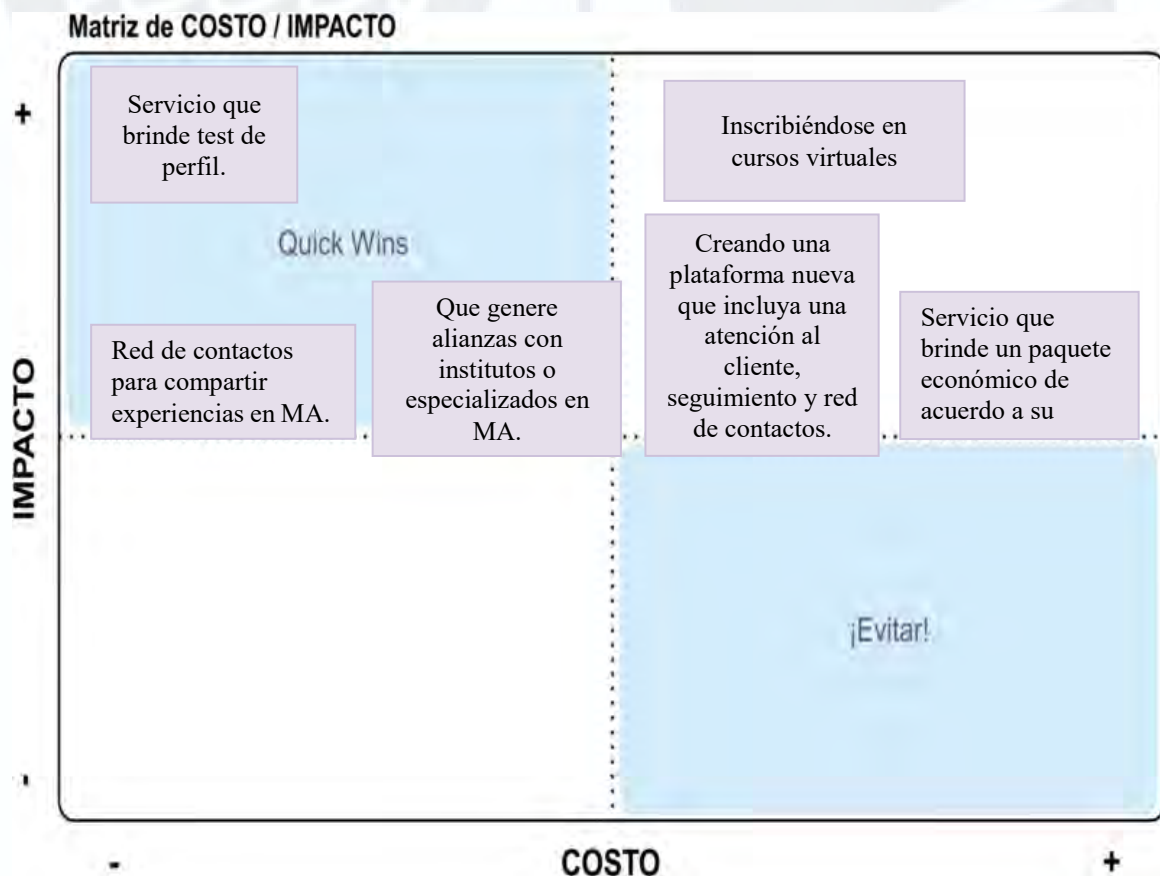 Matriz de COSTO / IMPACTO
+
Servicio que
brinde test de
perfil.
Inscribiéndose en
cursos virtuales
Quick Wins
Creando una
plataforma nueva
que incluya una
atención al
cliente,
seguimiento y red
de contactos.
Que genere
alianzas con
institutos o
especializados en
MA.
Servicio que
brinde un paquete
económico de
acuerdo a su
Red de contactos
para compartir
experiencias en MA.
IMPACTO
¡Evitar!
-
-
COSTO
+